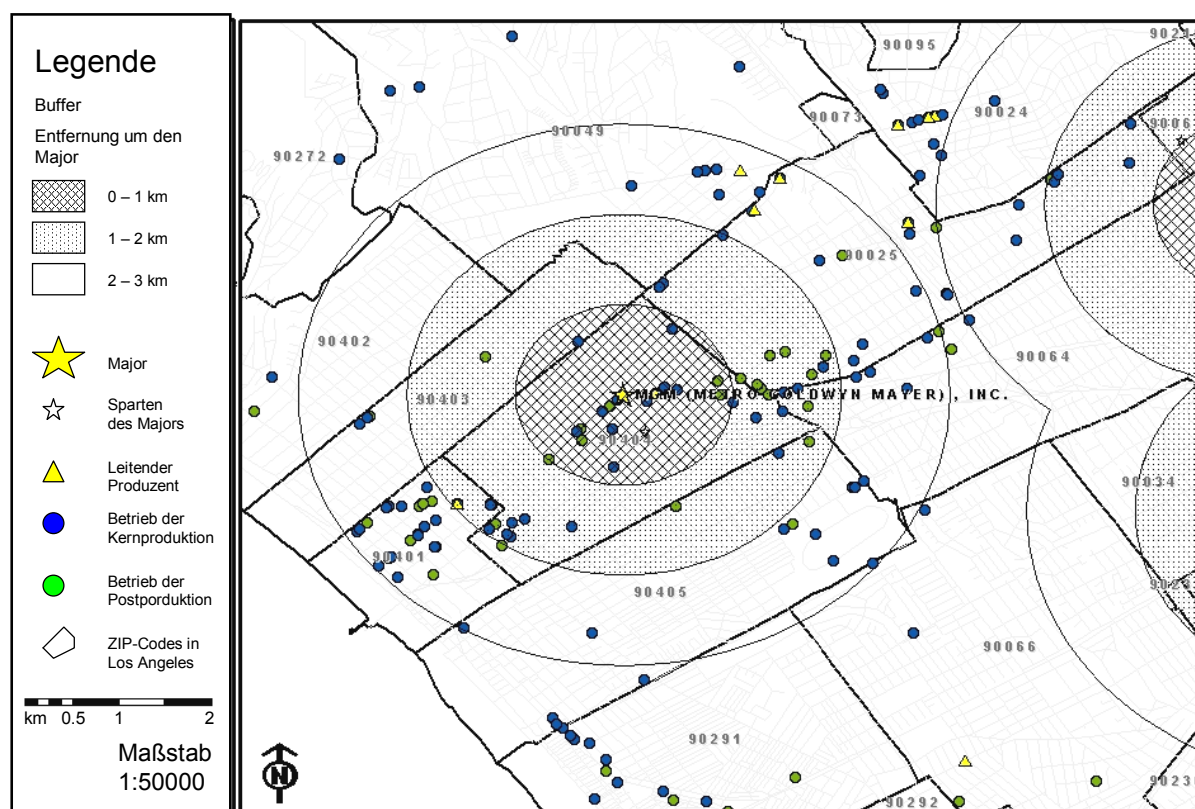 Legende
Buffer
Entfernung um den
Major
0 – 1 km
1 – 2 km
2 – 3 km
Major
Sparten
des Majors
Leitender
Produzent
Betrieb der
Kernproduktion
Betrieb der
Postporduktion
ZIP-Codes in
Los Angeles
km 0.5 1 2
Maßstab
1:50000
90095
90073
90024
90049
90272
90025
90402
90064
90403
MGM (METRO-GOLDWYN MAYER) , INC.
90404
90034
90401
90405
90066
90291
90292
N